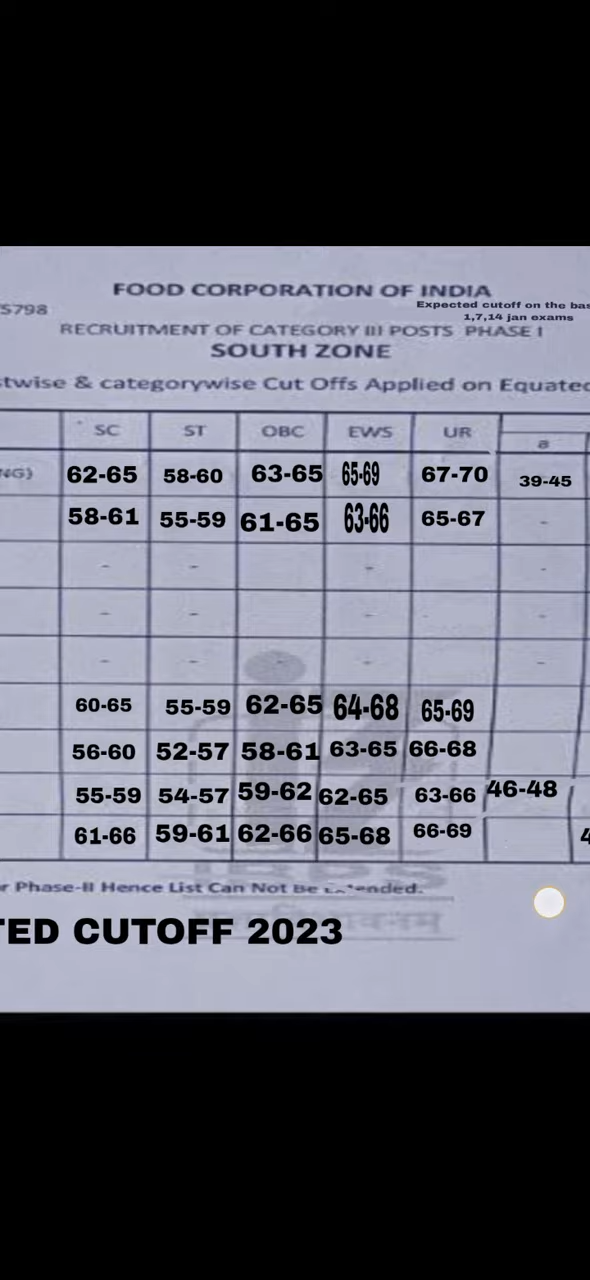 FOOD CORPORATION OF INDIA
Expected cutoff on the bas
S798
1,7,14 jan exams
RECRUITMENT OF CATEGORY III POSTS PHASE I
SOUTH ZONE
stwise & categorywise Cut Offs Applied on Equated
SC ST OBC EWS UR
a
NG) 62-65 58-60 63-65 65-69 67-70 39-45
58-61 55-59 61-65 63-66 65-67 -
- - - -
- - - -
- - - - -
60-65 55-59 62-65 64-68 65-69
56-60 52-57 58-61 63-65 66-68
55-59 54-57 59-62 62-65 63-66 46-48
61-66 59-61 62-66 65-68 66-69 4
IBPS
r Phase-II Hence List Can Not Be
TED CUTOFF 2023